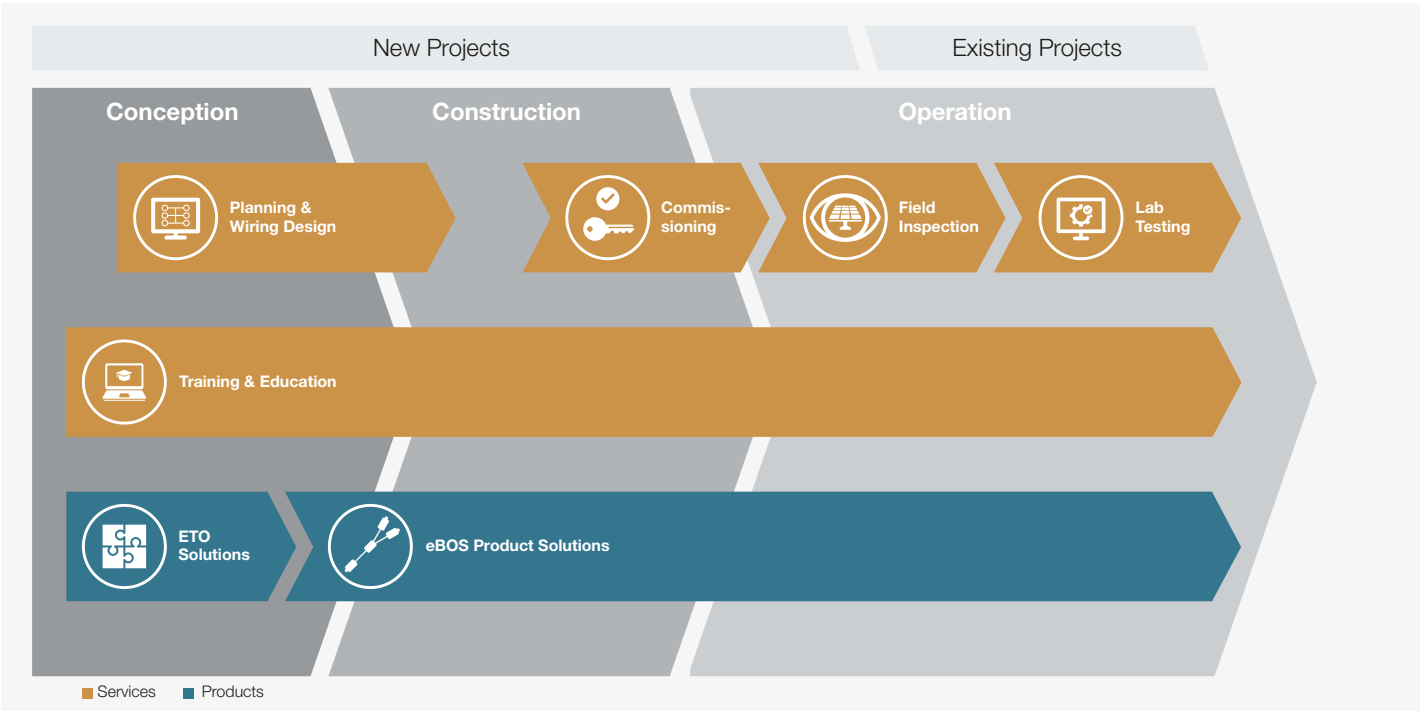 New Projects
Existing Projects
Conception
Construction
Operation
Planning &
Wiring Design
Commis-
sioning
Field
Inspection
Lab
Testing
Training & Education
ETO
Solutions
eBOS Product Solutions
Services
Products